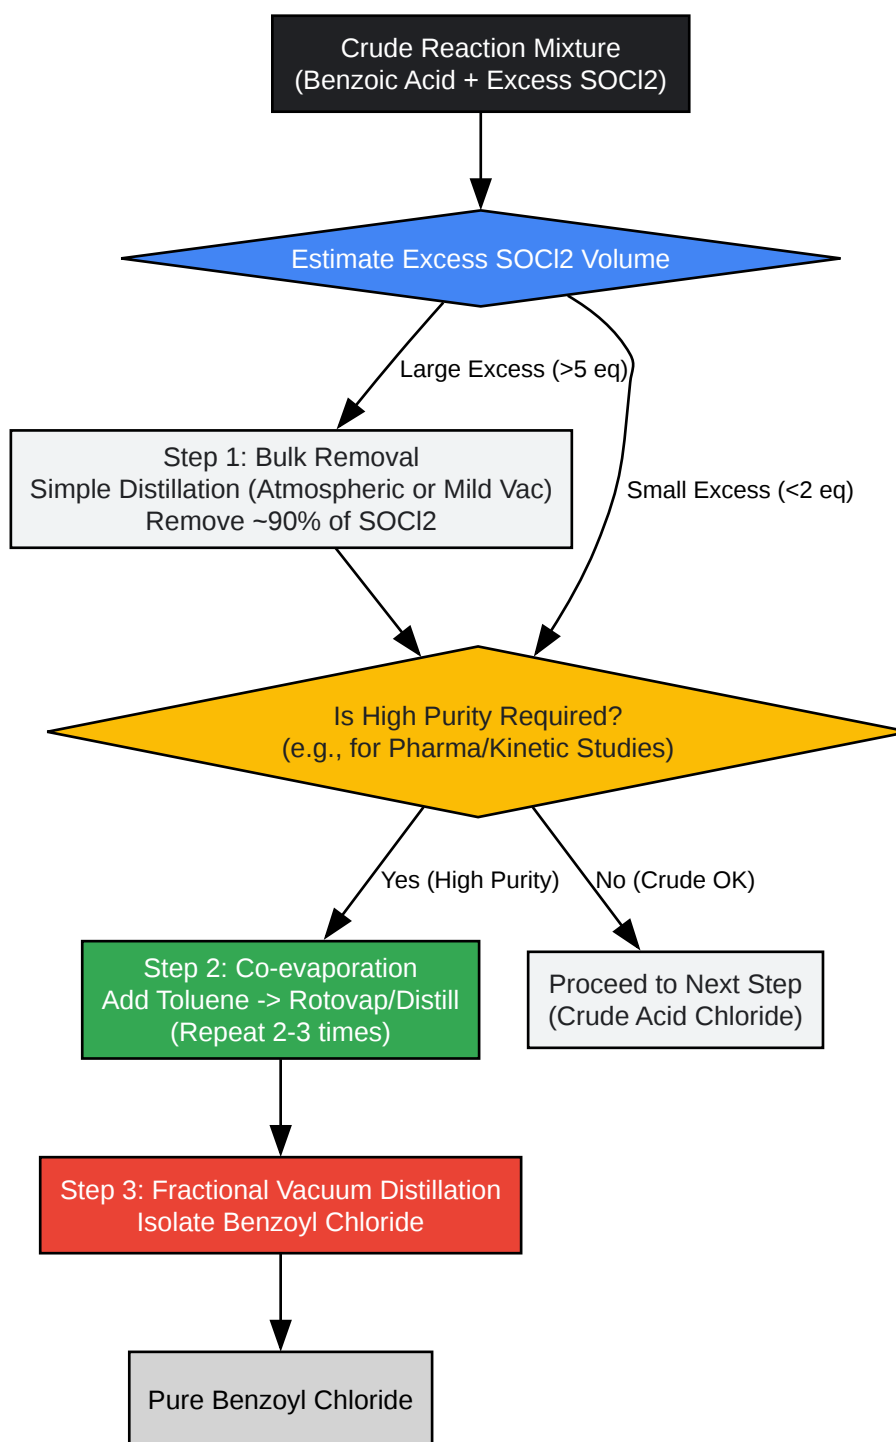 Crude Reaction Mixture
(Benzoic Acid + Excess SOCl2)
Estimate Excess SOCl2 Volume
Large Excess (>5 eq)
Step 1: Bulk Removal
Simple Distillation (Atmospheric or Mild Vac)
Remove ~90% of SOCl2
Small Excess (<2 eq)
Is High Purity Required?
(e.g., for Pharma/Kinetic Studies)
Yes (High Purity)
No (Crude OK)
Step 2: Co-evaporation
Add Toluene -> Rotovap/Distill
(Repeat 2-3 times)
Proceed to Next Step
(Crude Acid Chloride)
Step 3: Fractional Vacuum Distillation
Isolate Benzoyl Chloride
Pure Benzoyl Chloride